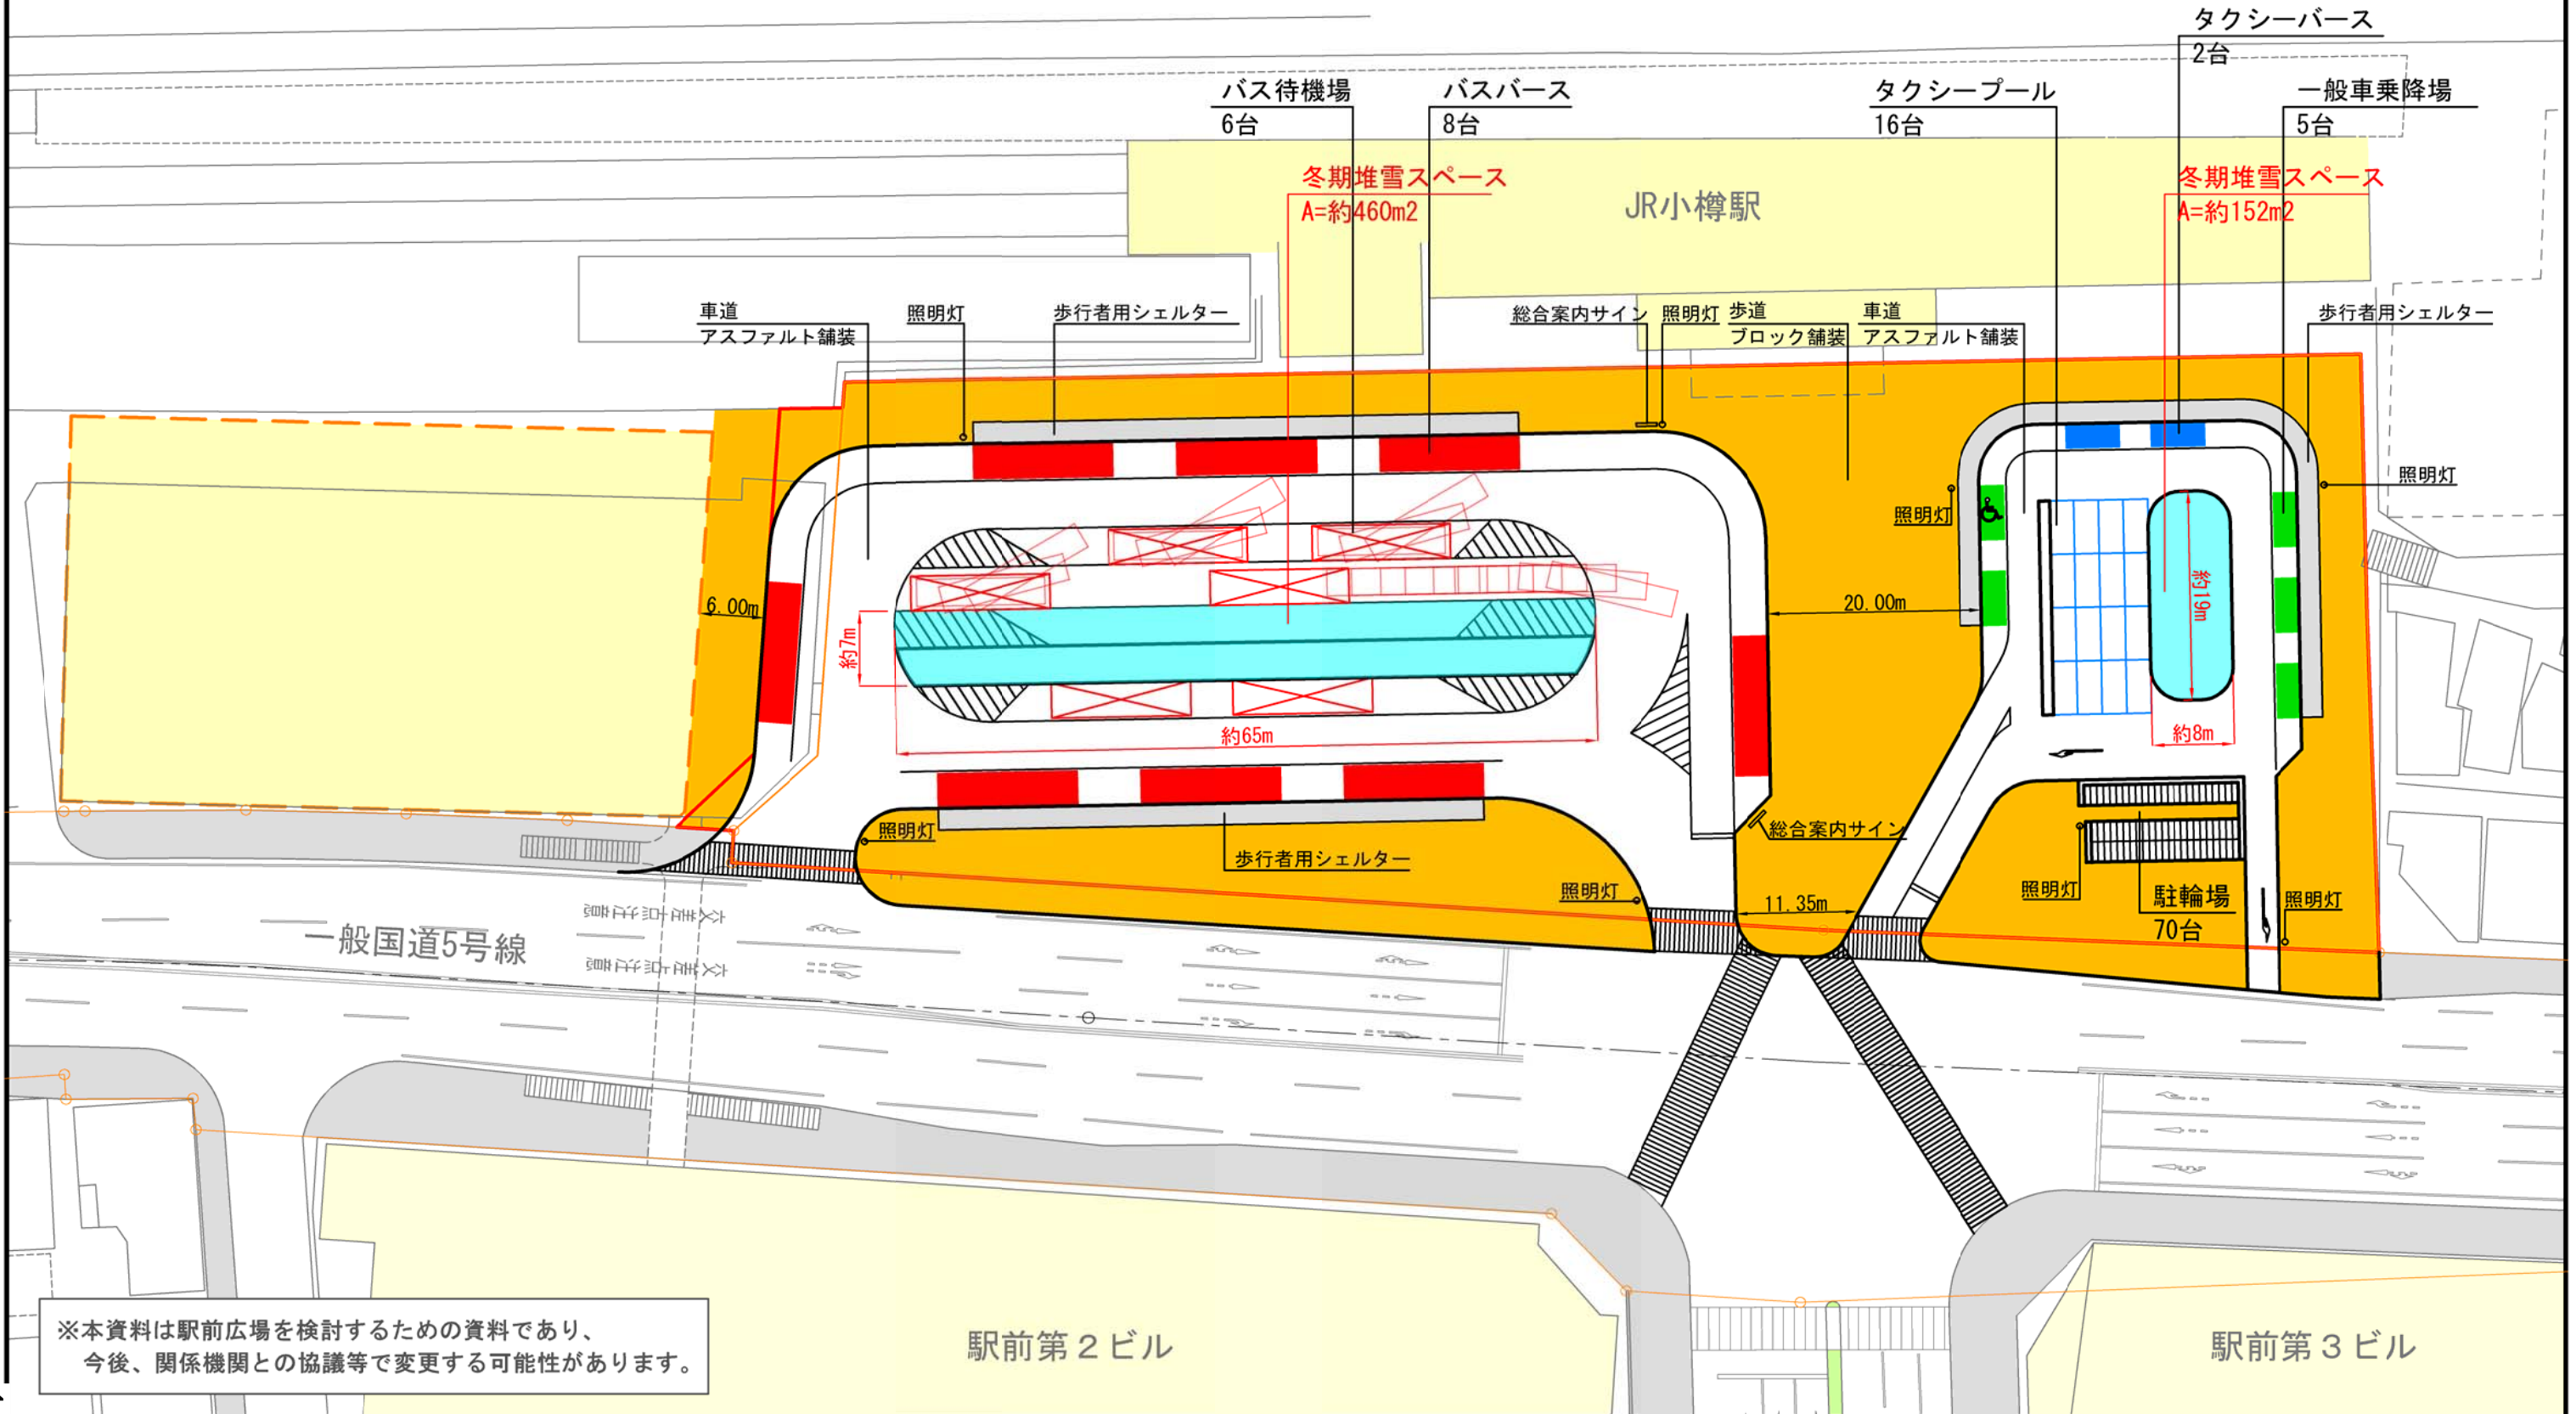 タクシーバース
2台
バス待機場
6台
バスバース
8台
タクシープール
16台
一般車乗降場
5台
冬期堆雪スペース
A=約460m2
JR小樽駅
冬期堆雪スペース
A=約152m2
車道
アスファルト舗装
照明灯
歩行者用シェルター
総合案内サイン
照明灯
歩道
ブロック舗装
車道
アスファルト舗装
歩行者用シェルター
照明灯
照明灯
6.00m
約7m
約65m
20.00m
約19m
約8m
照明灯
歩行者用シェルター
照明灯
総合案内サイン
11.35m
照明灯
駐輪場
70台
照明灯
一般国道5号線
交差点注意
交差点注意
※本資料は駅前広場を検討するための資料であり、
今後、関係機関との協議等で変更する可能性があります。
駅前第２ビル
駅前第３ビル